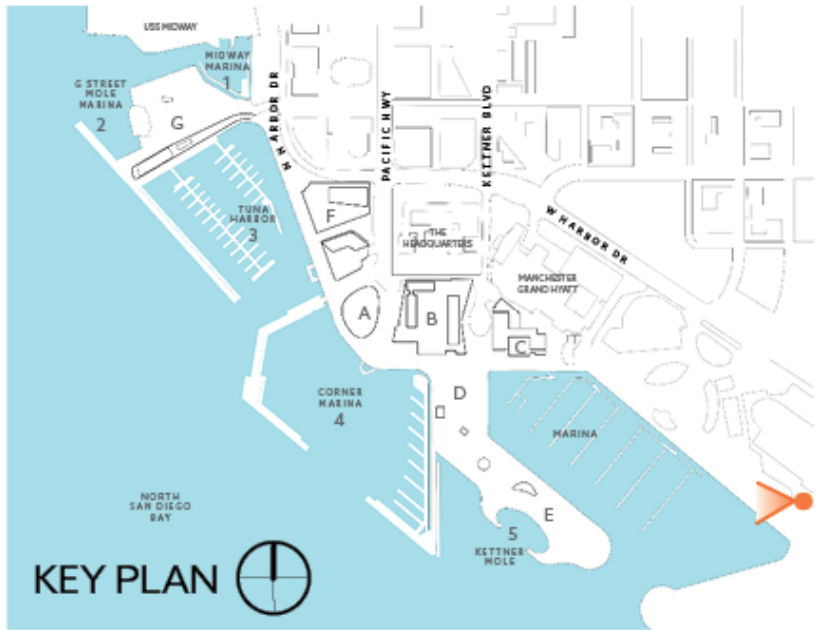 USS MIDWAY
MIDWAY
MARINA
1
G STREET
MOLE
MARINA
2
G
N HARBOR DR
PACIFIC HWY
KETTNER BLVD
TUNA
HARBOR
3
F
THE
HEADQUARTERS
W HARBOR DR
MANCHESTER
GRAND HYATT
A
B
C
CORNER
MARINA
4
D
MARINA
NORTH
SAN DIEGO
BAY
E
5
KETTNER
MOLE
KEY PLAN